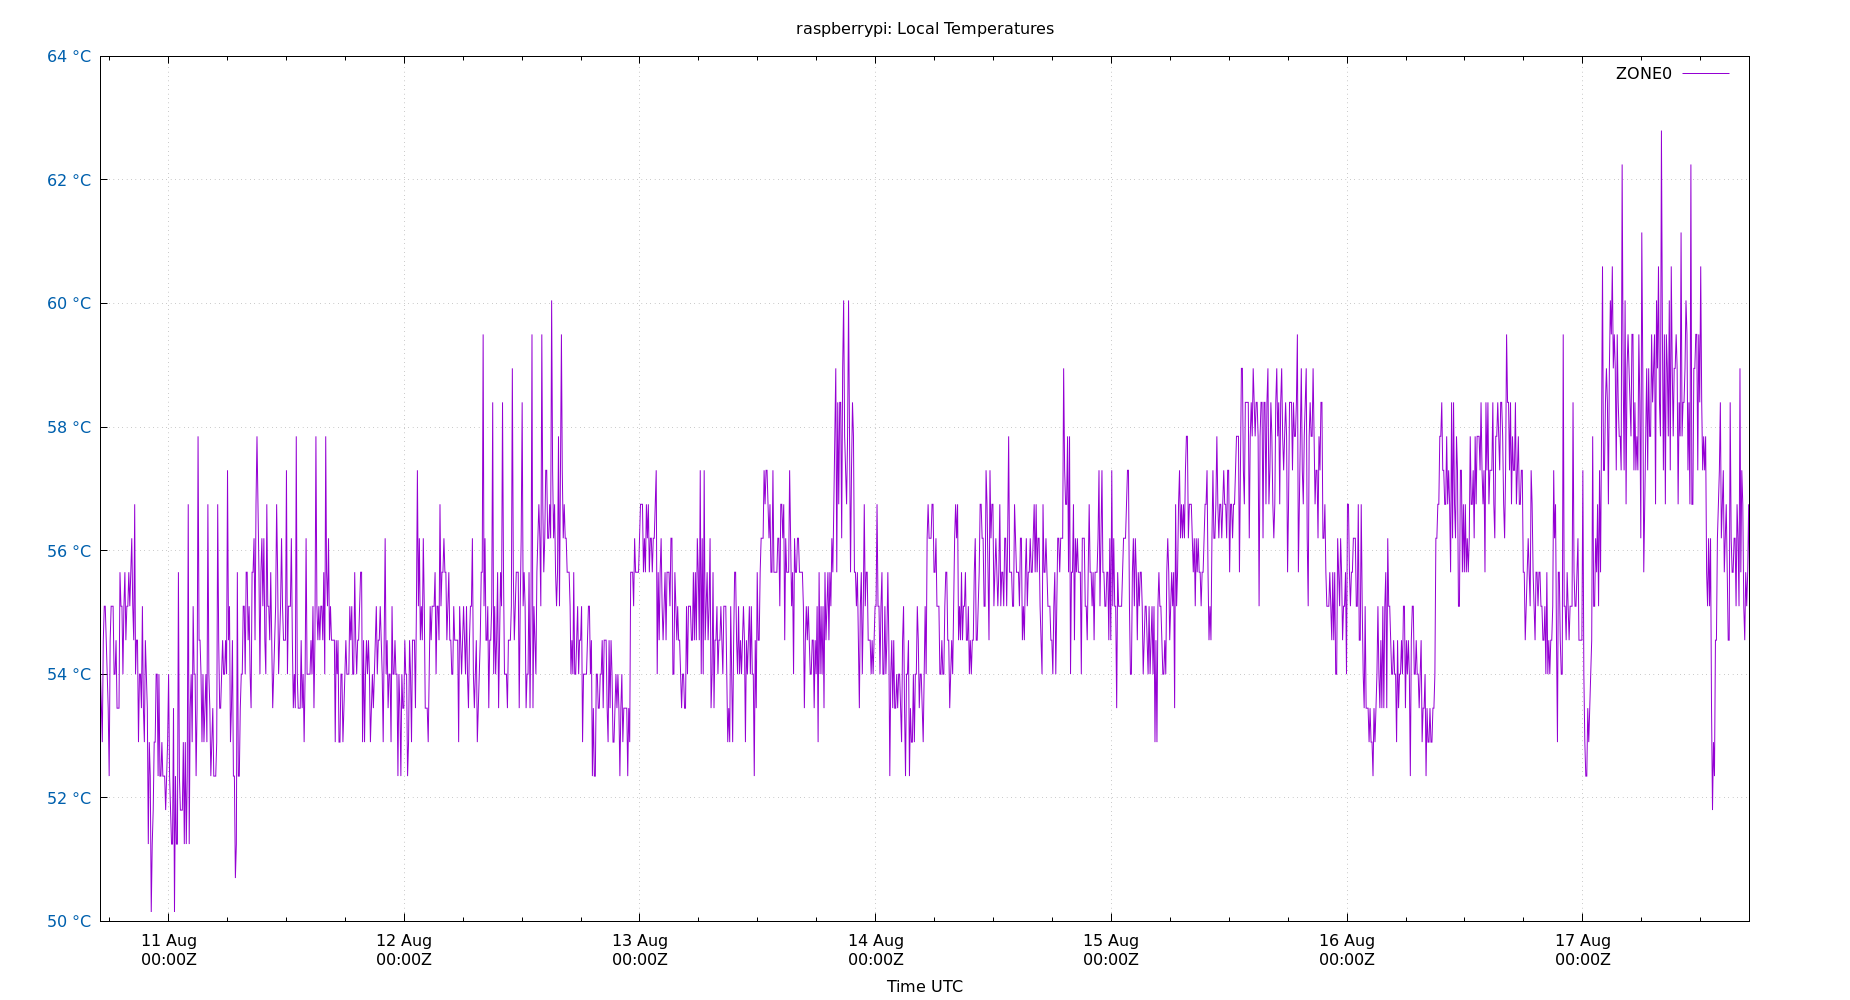 raspberrypi: Local Temperatures
64 °C
ZONE0
62 °C
60 °C
58 °C
56 °C
54 °C
52 °C
50 °C
11 Aug 12 Aug 13 Aug 14 Aug 15 Aug 16 Aug 17 Aug
00:00Z 00:00Z 00:00Z 00:00Z 00:00Z 00:00Z 00:00Z
Time UTC